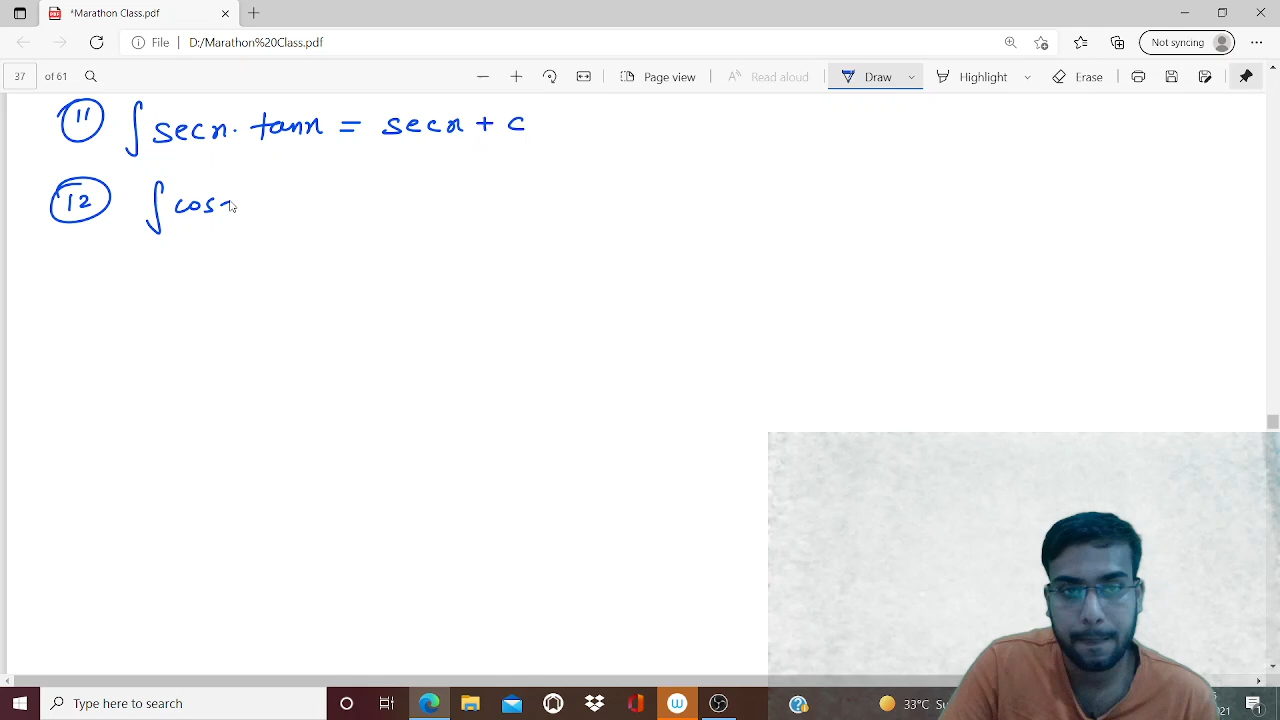 *Marathon Class.pdf
File D:/Marathon%20Class.pdf Not syncing
37 of 61 Page view Read aloud Draw Highlight Erase
11 ∫ secx. tanx = secx + c
12 ∫ cos
Type here to search 33°C